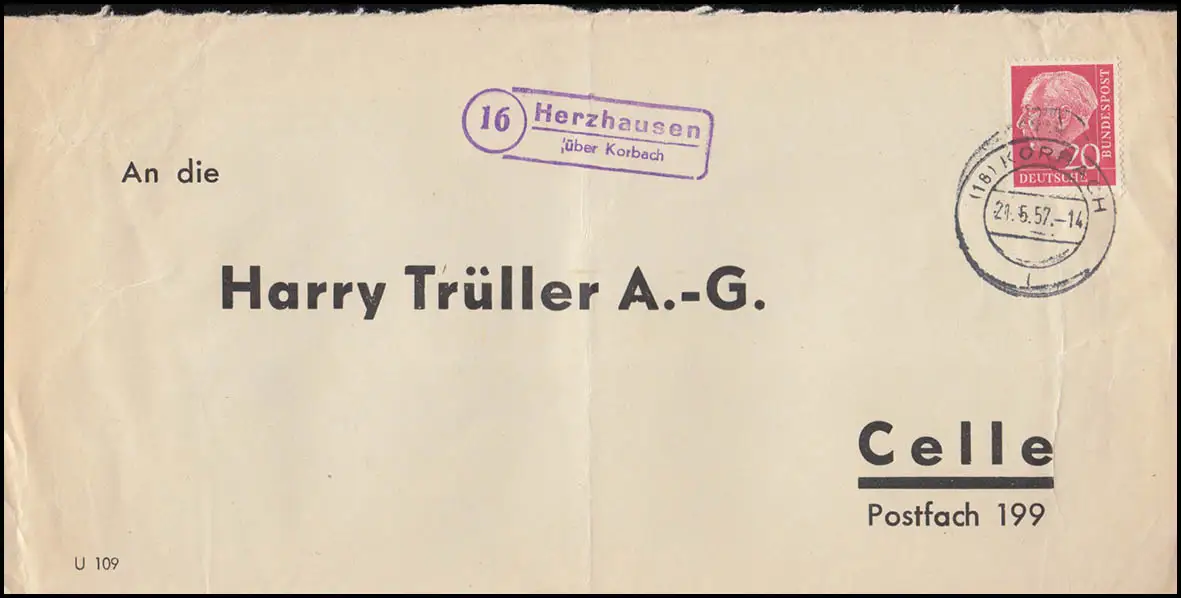 16
Herzhausen
über Korbach
20
DEUTSCHE
BUNDESPOST
(16) KORBACH
21.5.57.-14
An die
Harry Trüller A.-G.
Celle
Postfach 199
U 109